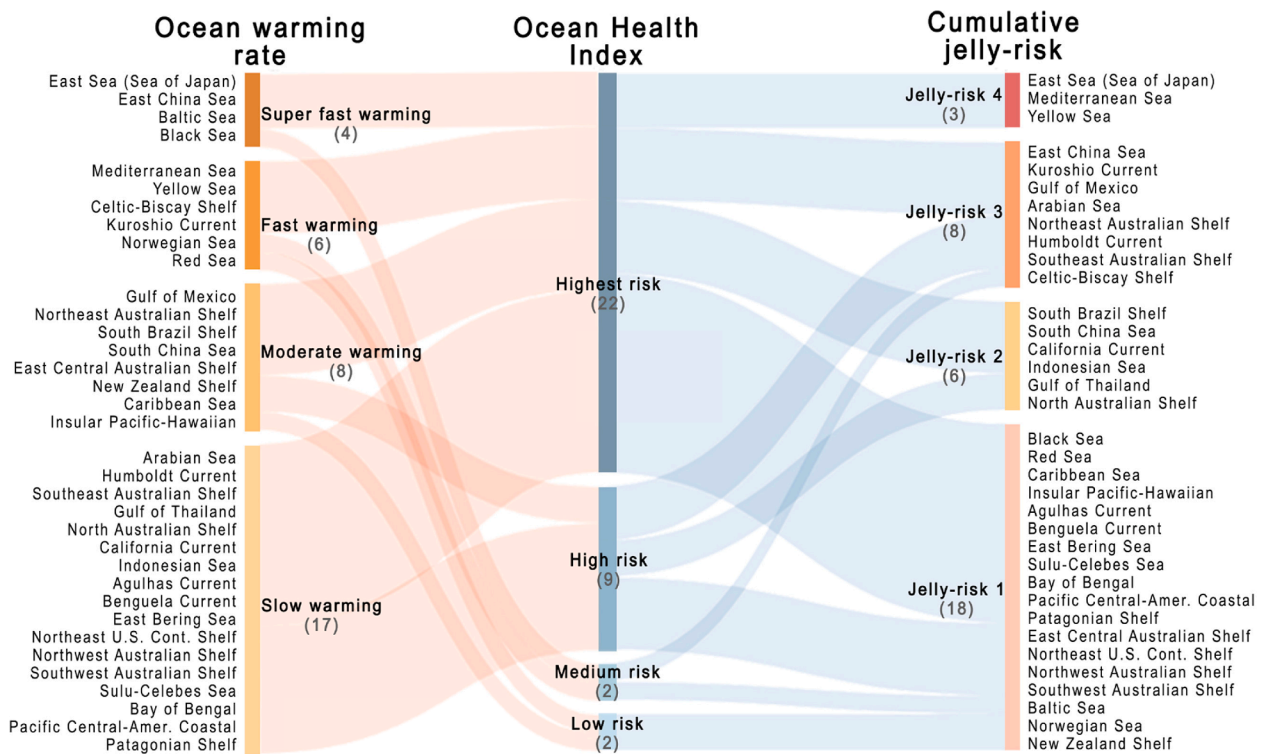 Ocean warming
rate
East Sea (Sea of Japan)
East China Sea
Baltic Sea
Black Sea
Super fast warming
(4)
Mediterranean Sea
Yellow Sea
Celtic-Biscay Shelf
Kuroshio Current
Norwegian Sea
Red Sea
Fast warming
(6)
Gulf of Mexico
Northeast Australian Shelf
South Brazil Shelf
South China Sea
East Central Australian Shelf
New Zealand Shelf
Caribbean Sea
Insular Pacific-Hawaiian
Moderate warming
(8)
Arabian Sea
Humboldt Current
Southeast Australian Shelf
Gulf of Thailand
North Australian Shelf
California Current
Indonesian Sea
Agulhas Current
Benguela Current
East Bering Sea
Northeast U.S. Cont. Shelf
Northwest Australian Shelf
Southwest Australian Shelf
Sulu-Celebes Sea
Bay of Bengal
Pacific Central-Amer. Coastal
Patagonian Shelf
Slow warming
(17)
Ocean Health
Index
Highest risk
(22)
High risk
(9)
Medium risk
(2)
Low risk
(2)
Cumulative
jelly-risk
Jelly-risk 4
(3)
East Sea (Sea of Japan)
Mediterranean Sea
Yellow Sea
Jelly-risk 3
(8)
East China Sea
Kuroshio Current
Gulf of Mexico
Arabian Sea
Northeast Australian Shelf
Humboldt Current
Southeast Australian Shelf
Celtic-Biscay Shelf
Jelly-risk 2
(6)
South Brazil Shelf
South China Sea
California Current
Indonesian Sea
Gulf of Thailand
North Australian Shelf
Jelly-risk 1
(18)
Black Sea
Red Sea
Caribbean Sea
Insular Pacific-Hawaiian
Agulhas Current
Benguela Current
East Bering Sea
Sulu-Celebes Sea
Bay of Bengal
Pacific Central-Amer. Coastal
Patagonian Shelf
East Central Australian Shelf
Northeast U.S. Cont. Shelf
Northwest Australian Shelf
Southwest Australian Shelf
Baltic Sea
Norwegian Sea
New Zealand Shelf